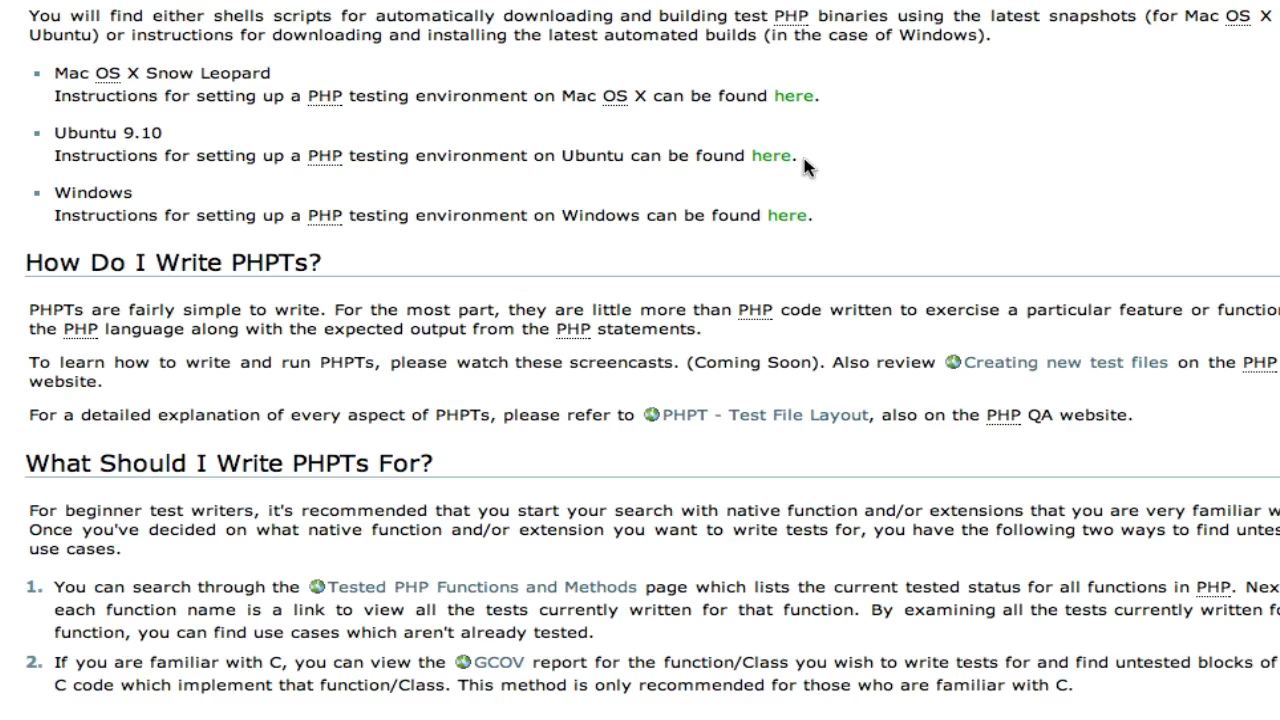 You will find either shells scripts for automatically downloading and building test PHP binaries using the latest snapshots (for Mac OS X
Ubuntu) or instructions for downloading and installing the latest automated builds (in the case of Windows).
Mac OS X Snow Leopard
Instructions for setting up a PHP testing environment on Mac OS X can be found here.
Ubuntu 9.10
Instructions for setting up a PHP testing environment on Ubuntu can be found here.
Windows
Instructions for setting up a PHP testing environment on Windows can be found here.
How Do I Write PHPTs?
PHPTs are fairly simple to write. For the most part, they are little more than PHP code written to exercise a particular feature or
the PHP language along with the expected output from the PHP statements.
To learn how to write and run PHPTs, please watch these screencasts. (Coming Soon). Also review Creating new test files on the PHP
website.
For a detailed explanation of every aspect of PHPTs, please refer to PHPT - Test File Layout, also on the PHP QA website.
What Should I Write PHPTs For?
For beginner test writers, it's recommended that you start your search with native function and/or extensions that you are very familiar
Once you've decided on what native function and/or extension you want to write tests for, you have the following two ways to find
use cases.
1. You can search through the Tested PHP Functions and Methods page which lists the current tested status for all functions in PHP.
each function name is a link to view all the tests currently written for that function. By examining all the tests currently written
function, you can find use cases which aren't already tested.
2. If you are familiar with C, you can view the GCOV report for the function/Class you wish to write tests for and find untested blocks of
C code which implement that function/Class. This method is only recommended for those who are familiar with C.